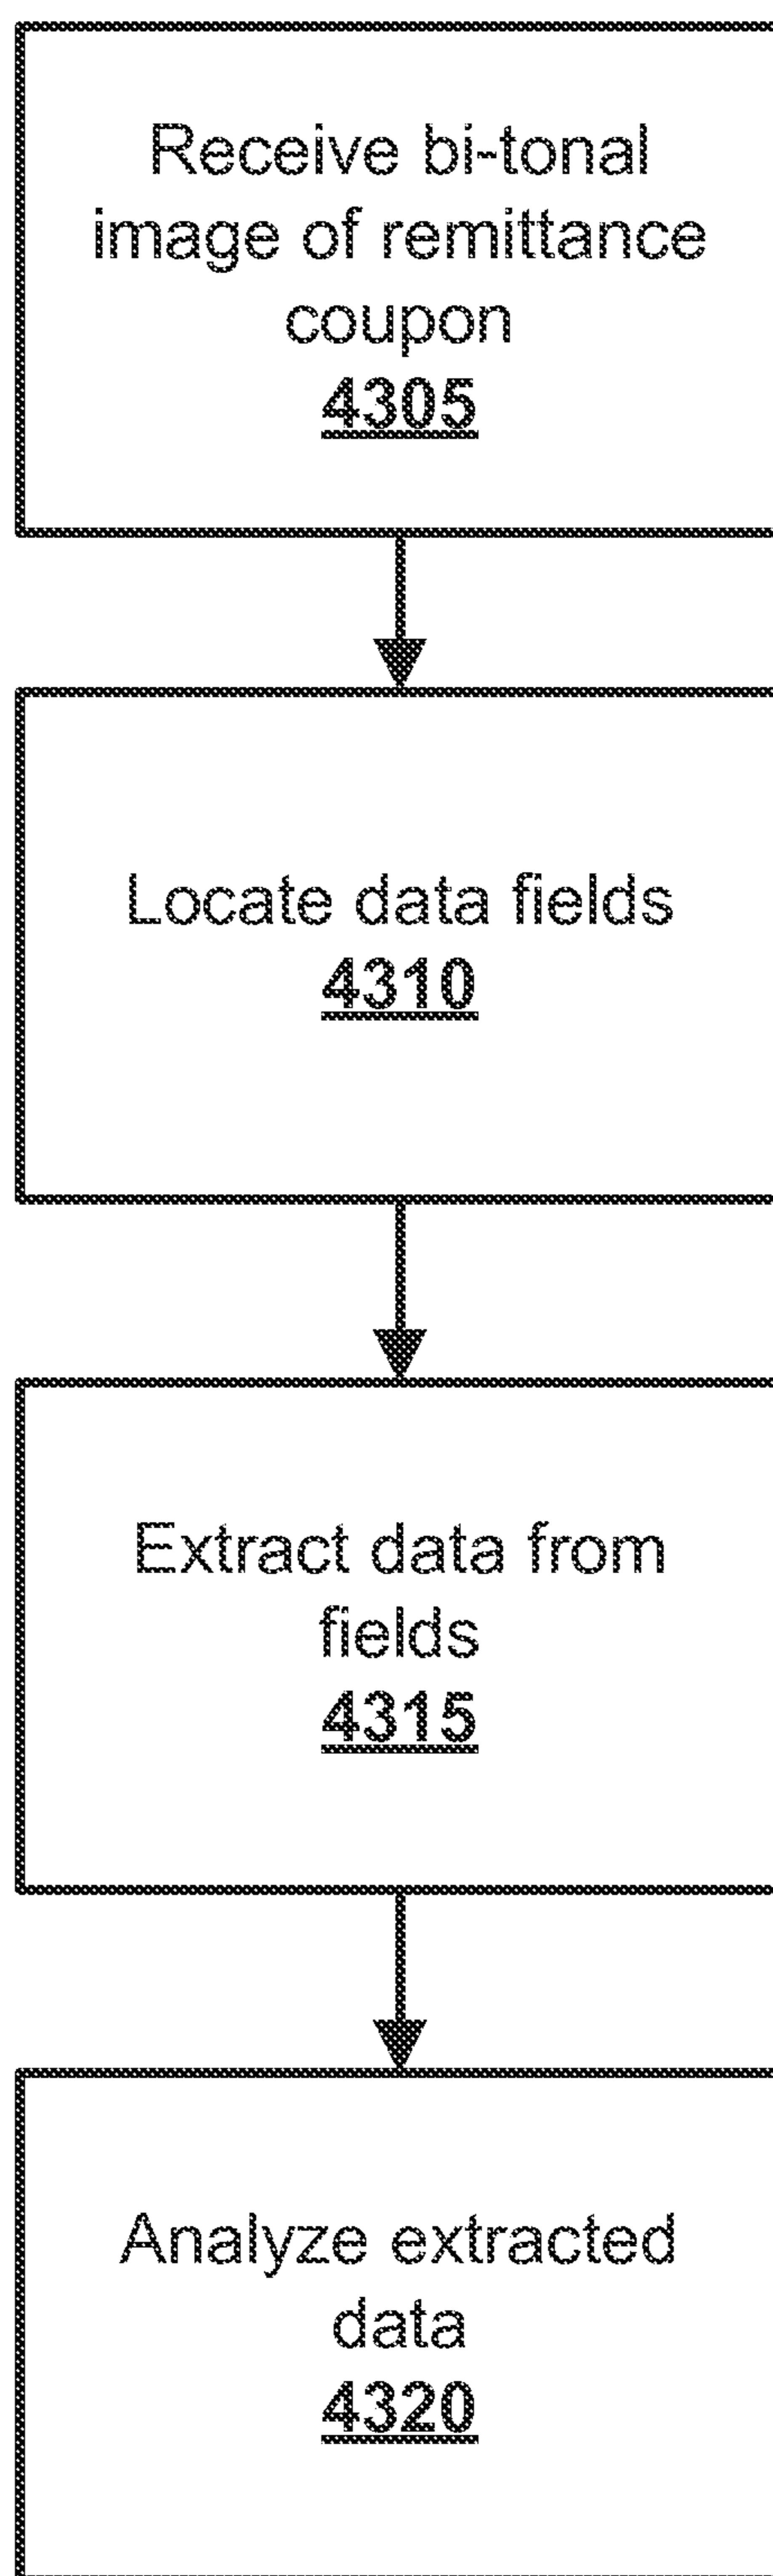 Receive bi-tonal
image of remittance
coupon
4305
Locate data fields
4310
Extract data from
fields
4315
Analyze extracted
data
4320